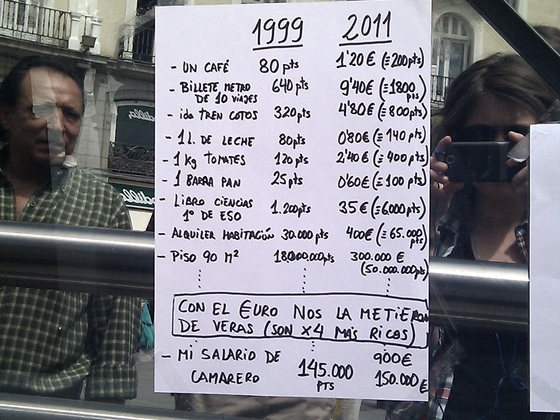 1999 2011
- UN CAFÉ 80 pts 1'20 € (= 200 pts)
- BILLETE METRO DE 10 VIAJES 640 pts 9'40€ (= 1800 pts)
- ida TREN COTOS 320 pts 4'80 € (= 800 pts)
- 1 L. DE LECHE 80 pts 0'80€ (= 140 pts)
- 1 Kg TOMATES 120 pts 2'40€ (= 400 pts)
- 1 BARRA PAN 25 pts 0'60€ (= 100 pts)
- LIBRO CIENCIAS 1º DE ESO 1.200 pts 35 € (= 6000 pts)
- ALQUILER HABITACIÓN 30.000 pts 400€ (= 65.000 pts)
- PISO 90 m² 300.000 €
(50.000.000 pts)
CON EL EURO NOS LA METIERON
DE VERAS (SON x4 MÁS RICOS)
- MI SALARIO DE 145.000 900€
CAMARERO PTS 150.000 €